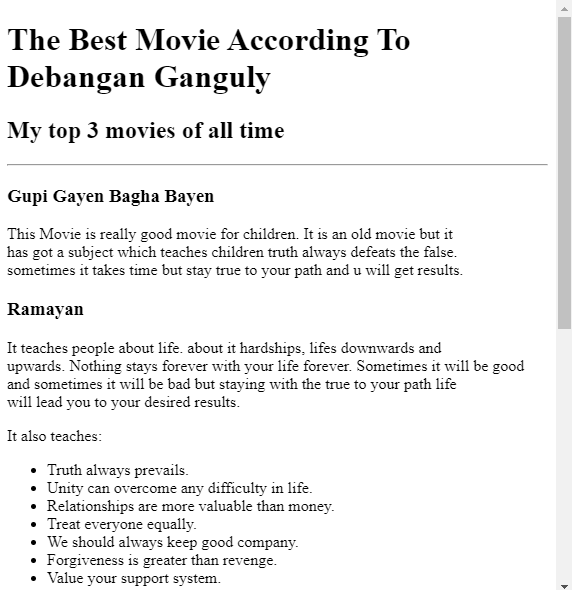 The Best Movie According To
Debangan Ganguly
My top 3 movies of all time
Gupi Gayen Bagha Bayen
This Movie is really good movie for children. It is an old movie but it
has got a subject which teaches children truth always defeats the false.
sometimes it takes time but stay true to your path and u will get results.
Ramayan
It teaches people about life. about it hardships, lifes downwards and
upwards. Nothing stays forever with your life forever. Sometimes it will be good
and sometimes it will be bad but staying with the true to your path life
will lead you to your desired results.
It also teaches:
Truth always prevails.
Unity can overcome any difficulty in life.
Relationships are more valuable than money.
Treat everyone equally.
We should always keep good company.
Forgiveness is greater than revenge.
Value your support system.